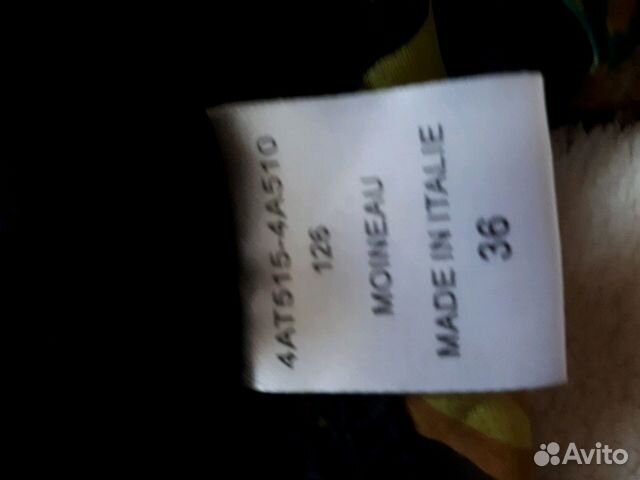 4AT515-4A510
126
MOINEAU
MADE IN ITALIE
36
Avito